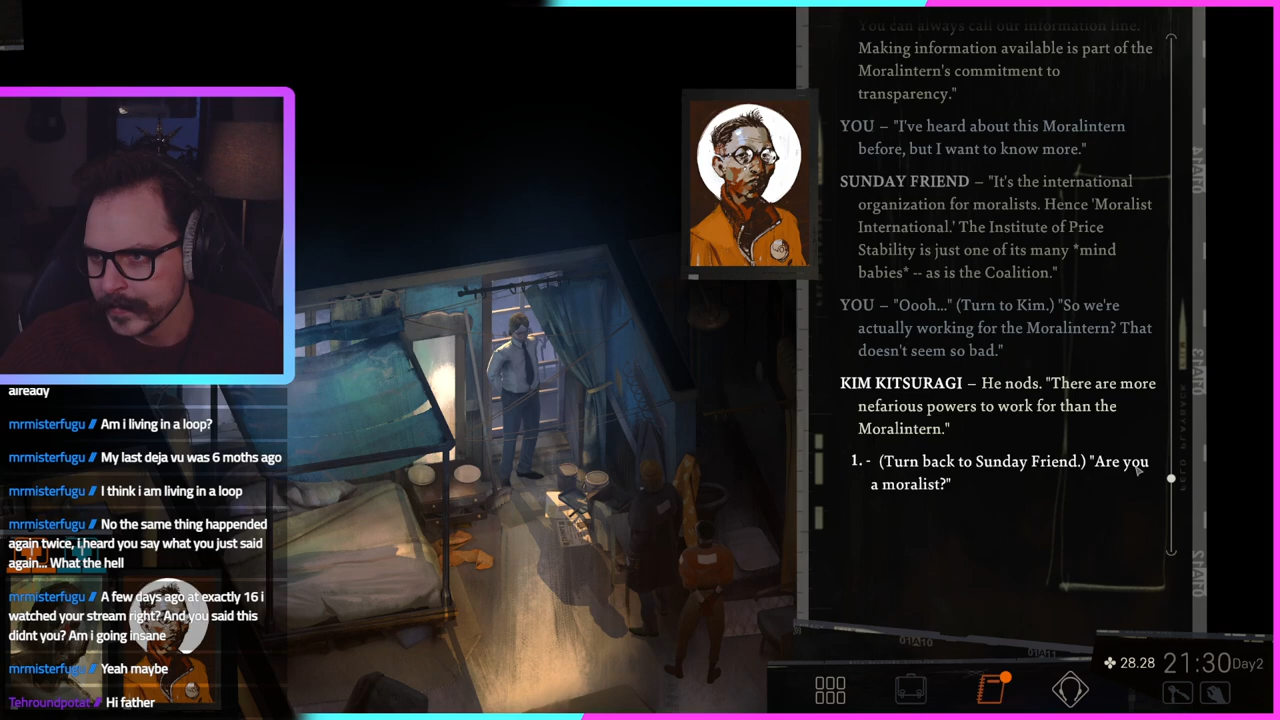 You can always call our information line.
Making information available is part of the
Moralintern's commitment to
transparency."
YOU – "I've heard about this Moralintern
before, but I want to know more."
SUNDAY FRIEND – "It's the international
organization for moralists. Hence 'Moralist
International.' The Institute of Price
Stability is just one of its many *mind
babies* -- as is the Coalition."
YOU – "Oooh..." (Turn to Kim.) "So we're
actually working for the Moralintern? That
doesn't seem so bad."
KIM KITSURAGI – He nods. "There are more
nefarious powers to work for than the
Moralintern."
1. - (Turn back to Sunday Friend.) "Are you
a moralist?"
already
mrmisterfugu // Am i living in a loop?
mrmisterfugu // My last deja vu was 6 moths ago
mrmisterfugu // I think i am living in a loop
mrmisterfugu // No the same thing happended
again twice, i heard you say what you just said
again... What the hell
mrmisterfugu // A few days ago at exactly 16 i
watched your stream right? And you said this
didnt you? Am i going insane
mrmisterfugu // Yeah maybe
Tehroundpotat // Hi father
28.28 21:30 Day2